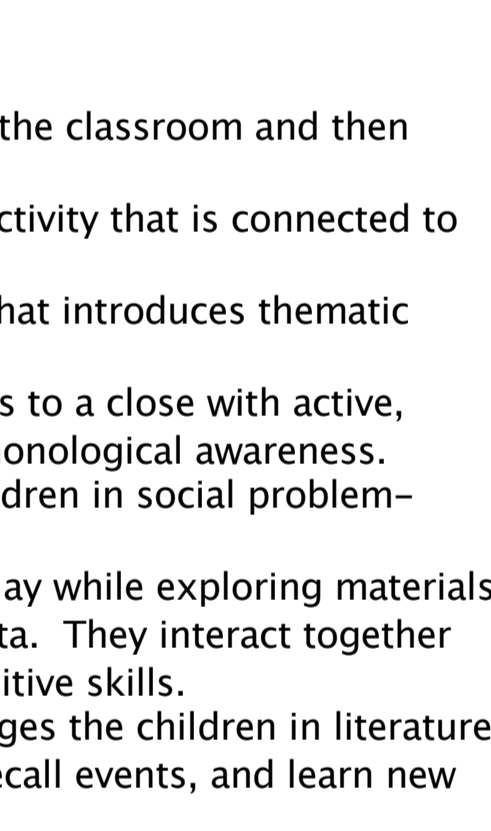 the classroom and then
ctivity that is connected to
hat introduces thematic
s to a close with active,
onological awareness.
dren in social problem-
ay while exploring materials
ta.  They interact together
itive skills.
ges the children in literature
ecall events, and learn new